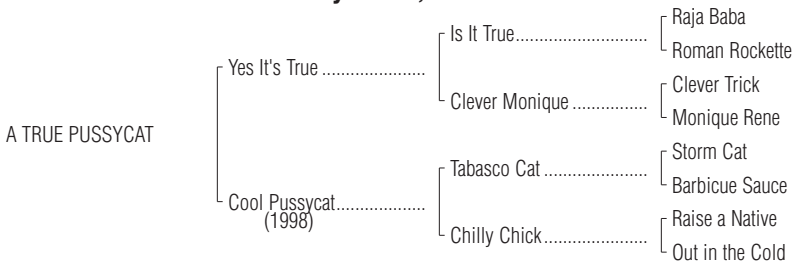 Raja Baba
Is It True
Roman Rockette
Yes It's True
Clever Trick
Clever Monique
Monique Rene
A TRUE PUSSYCAT
Storm Cat
Tabasco Cat
Barbicue Sauce
Cool Pussycat
(1998)
Raise a Native
Chilly Chick
Out in the Cold